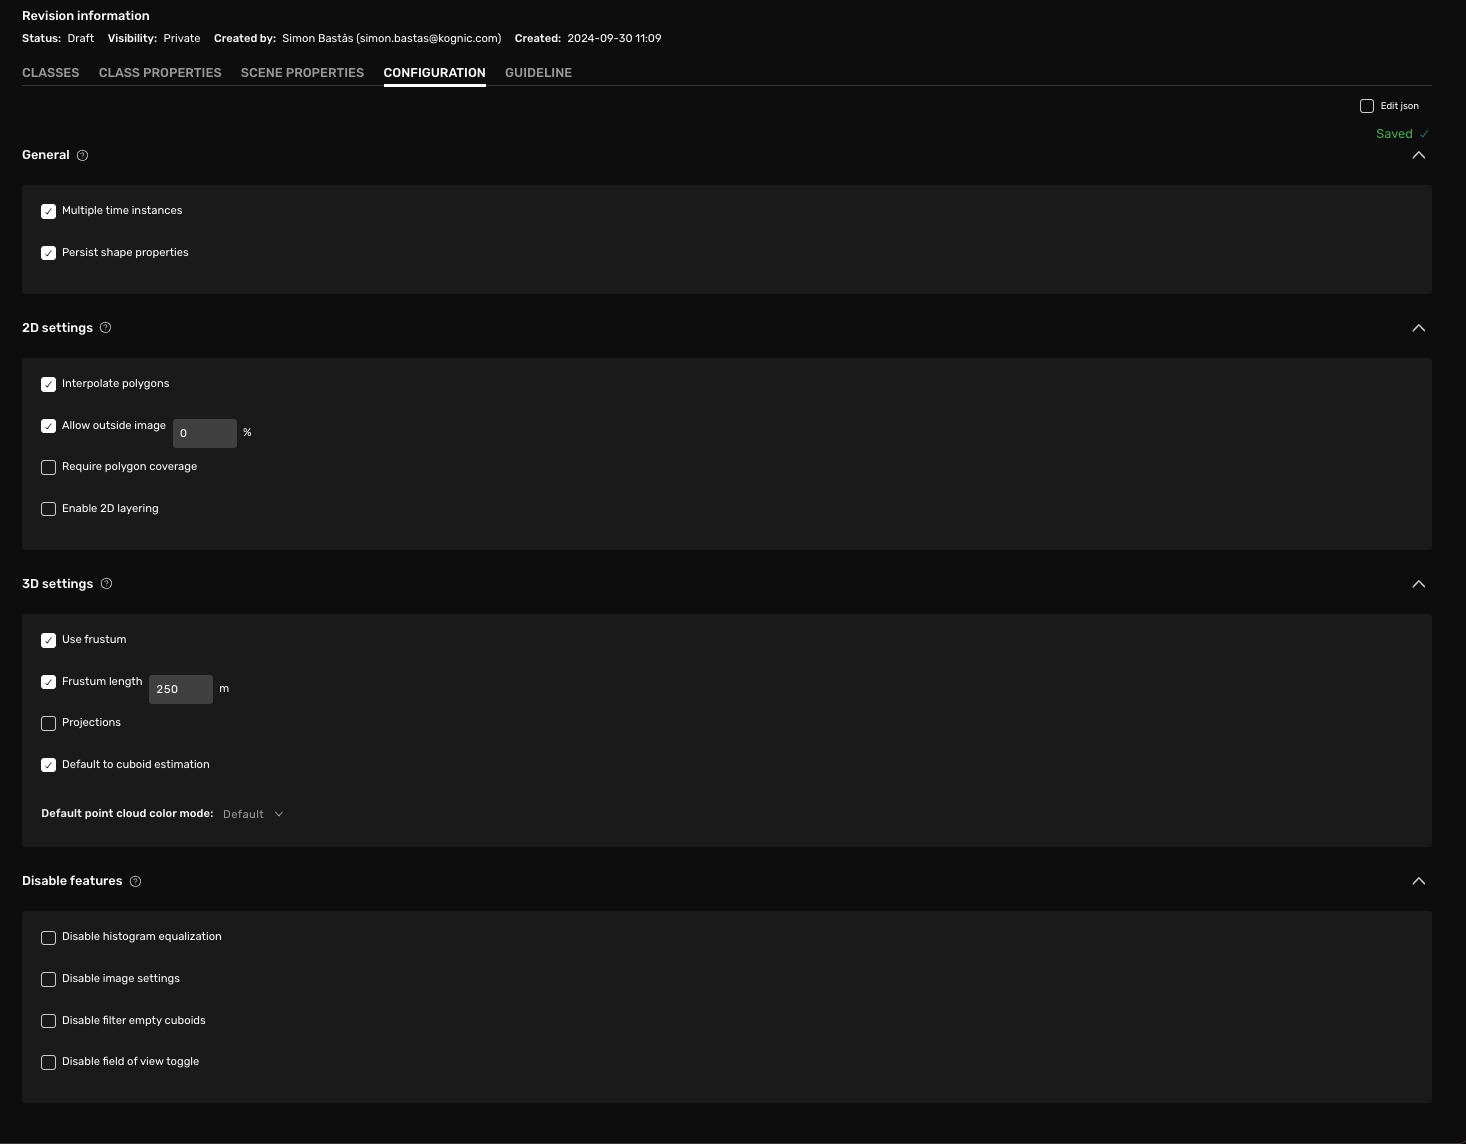 Revision information
Status: Draft Visibility: Private Created by: Simon Bastås (simon.bastas@kognic.com) Created: 2024-09-30 11:09
CLASSES CLASS PROPERTIES SCENE PROPERTIES CONFIGURATION GUIDELINE
Edit json
Saved ✓
General
Multiple time instances
Persist shape properties
2D settings
Interpolate polygons
Allow outside image 0 %
Require polygon coverage
Enable 2D layering
3D settings
Use frustum
Frustum length 250 m
Projections
Default to cuboid estimation
Default point cloud color mode: Default
Disable features
Disable histogram equalization
Disable image settings
Disable filter empty cuboids
Disable field of view toggle